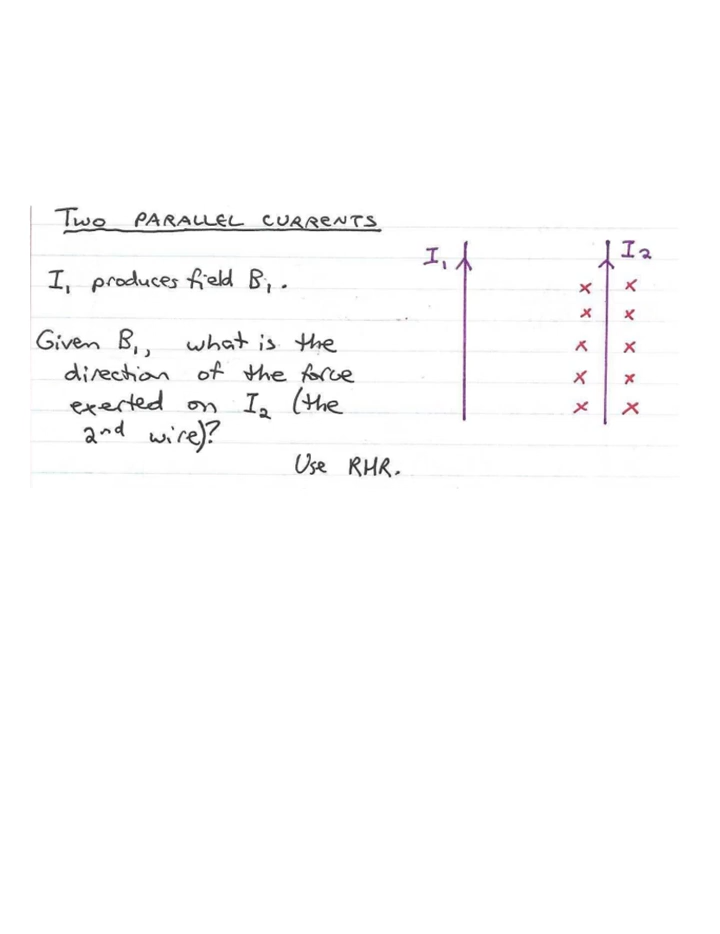 TWO PARALLEL CURRENTS
I₁ produces field B₁.
Given B₁, what is the
direction of the force
exerted on I₂ (the
2nd wire)?
Use RHR.
I₁
I₂
x x
x x
x x
x x
x x